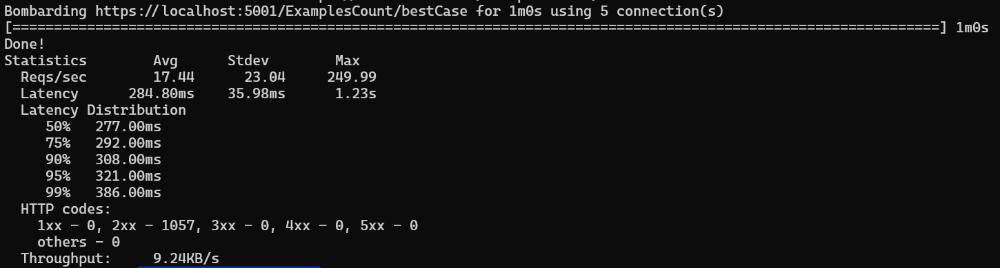 Bombarding https://localhost:5001/ExamplesCount/bestCase for 1m0s using 5 connection(s)
[================================================================================================================] 1m0s
Done!
Statistics        Avg      Stdev        Max
  Reqs/sec        17.44      23.04     249.99
  Latency     284.80ms    35.98ms      1.23s
  Latency Distribution
     50%   277.00ms
     75%   292.00ms
     90%   308.00ms
     95%   321.00ms
     99%   386.00ms
  HTTP codes:
    1xx - 0, 2xx - 1057, 3xx - 0, 4xx - 0, 5xx - 0
    others - 0
  Throughput:     9.24KB/s